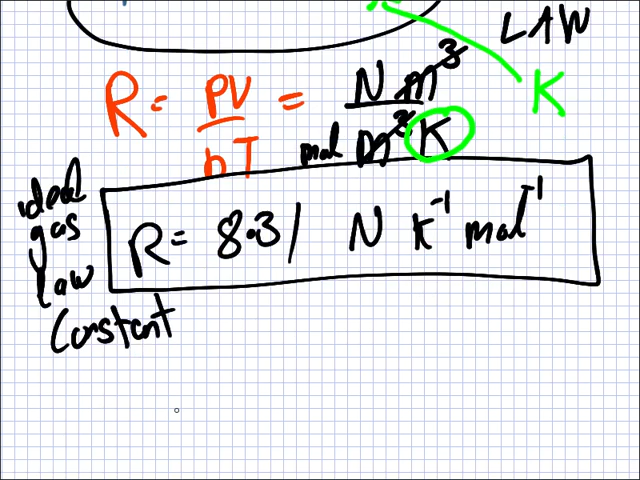 LAW
K
R = PV / nT = N m³ / mol m² K
ideal gas law constant
R = 8.31 N K⁻¹ mol⁻¹